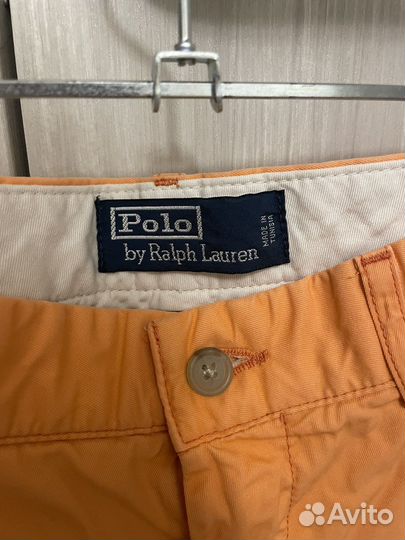 Polo
by Ralph Lauren
MADE IN
TUNISIA
Avito